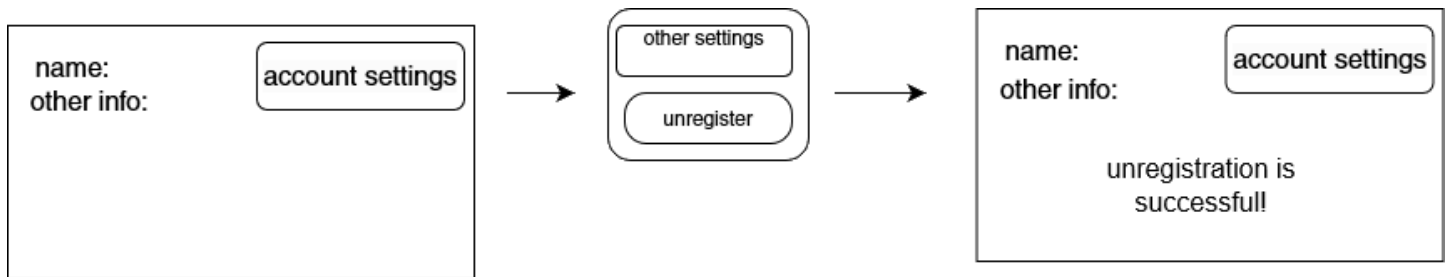 name:
other info:
account settings
other settings
unregister
name:
other info:
account settings
unregistration is
successful!